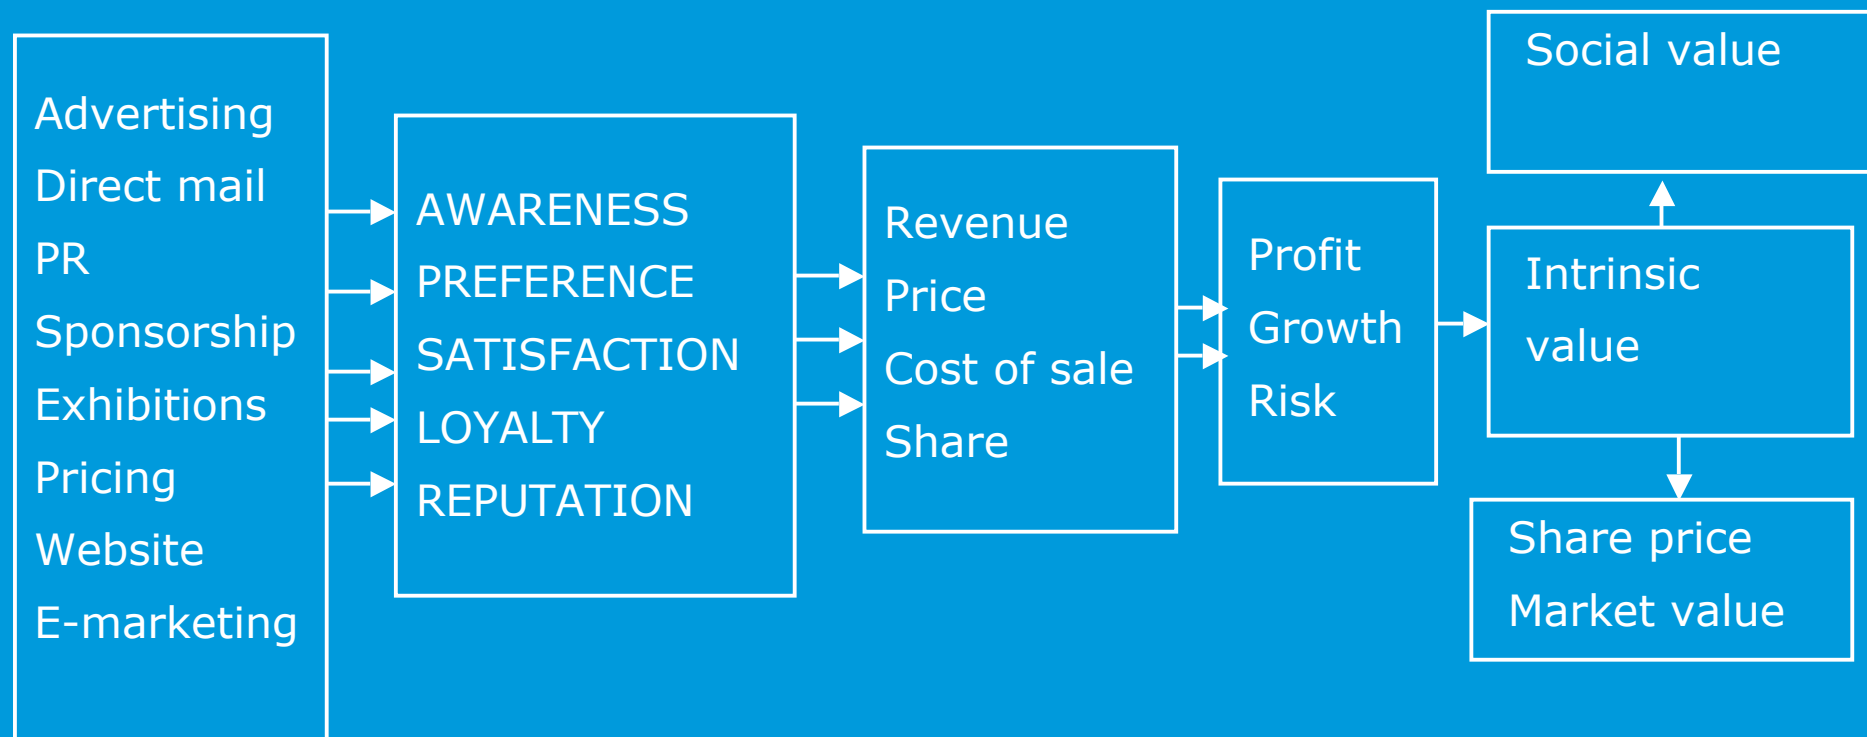 Advertising
Direct mail
PR
Sponsorship
Exhibitions
Pricing
Website
E-marketing
AWARENESS
PREFERENCE
SATISFACTION
LOYALTY
REPUTATION
Revenue
Price
Cost of sale
Share
Profit
Growth
Risk
Social value
Intrinsic
value
Share price
Market value